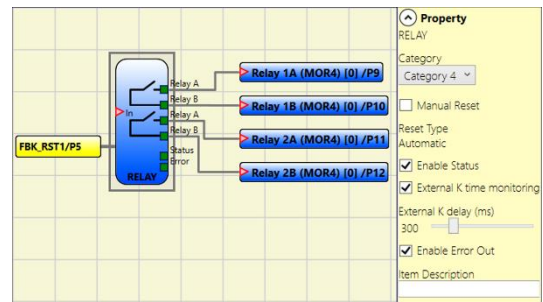 FBK_RST1/P5
In
Relay A
Relay B
Relay A
Relay B
Status
Error
RELAY
Relay 1A (MOR4) [0] /P9
Relay 1B (MOR4) [0] /P10
Relay 2A (MOR4) [0] /P11
Relay 2B (MOR4) [0] /P12
Property
RELAY
Category
Category 4
Manual Reset
Reset Type
Automatic
Enable Status
External K time monitoring
External K delay (ms)
300
Enable Error Out
Item Description